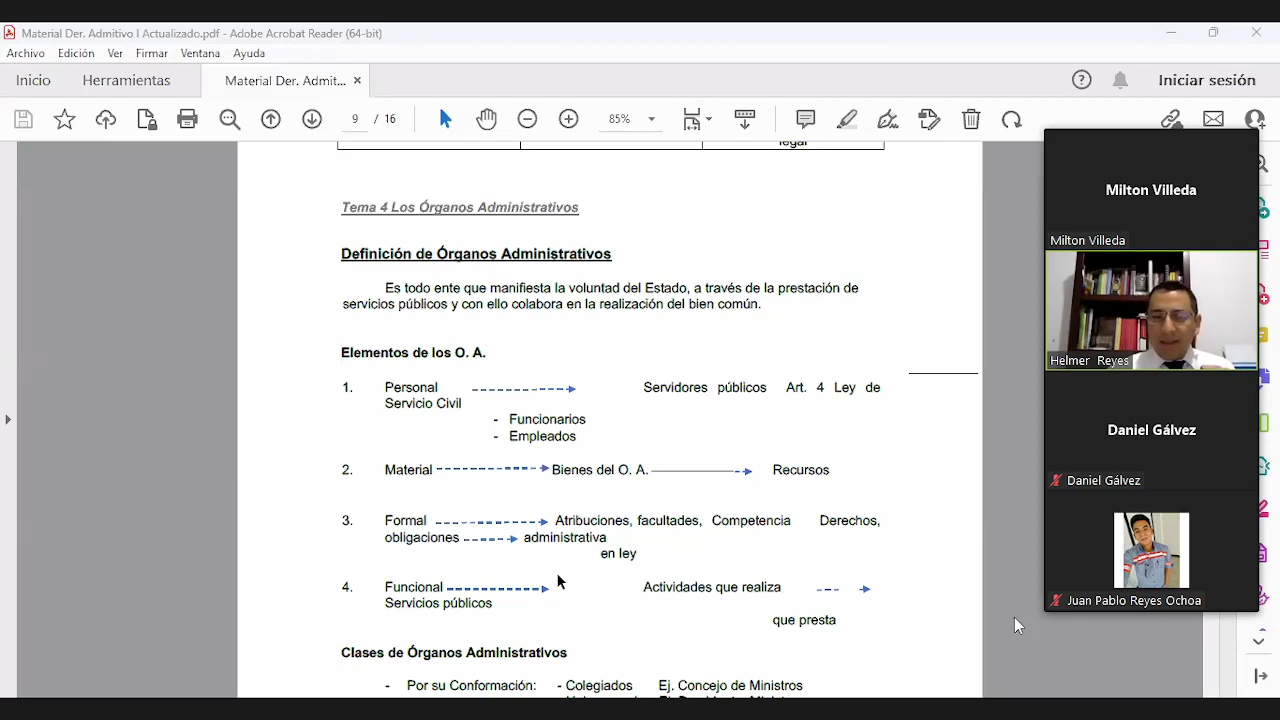 Material Der. Admitivo I Actualizado.pdf - Adobe Acrobat Reader (64-bit)
Archivo Edición Ver Firmar Ventana Ayuda
Inicio Herramientas Material Der. Admit... × Iniciar sesión
9 / 16 85%
legal
Tema 4 Los Órganos Administrativos
Definición de Órganos Administrativos
Es todo ente que manifiesta la voluntad del Estado, a través de la prestación de
servicios públicos y con ello colabora en la realización del bien común.
Elementos de los O. A.
1. Personal Servidores públicos Art. 4 Ley de
Servicio Civil
- Funcionarios
- Empleados
2. Material Bienes del O. A. Recursos
3. Formal Atribuciones, facultades, Competencia Derechos,
obligaciones administrativa
en ley
4. Funcional Actividades que realiza
Servicios públicos
que presta
Clases de Órganos Administrativos
- Por su Conformación: - Colegiados Ej. Concejo de Ministros
Milton Villeda
Milton Villeda
Helmer Reyes
Daniel Gálvez
Daniel Gálvez
Juan Pablo Reyes Ochoa